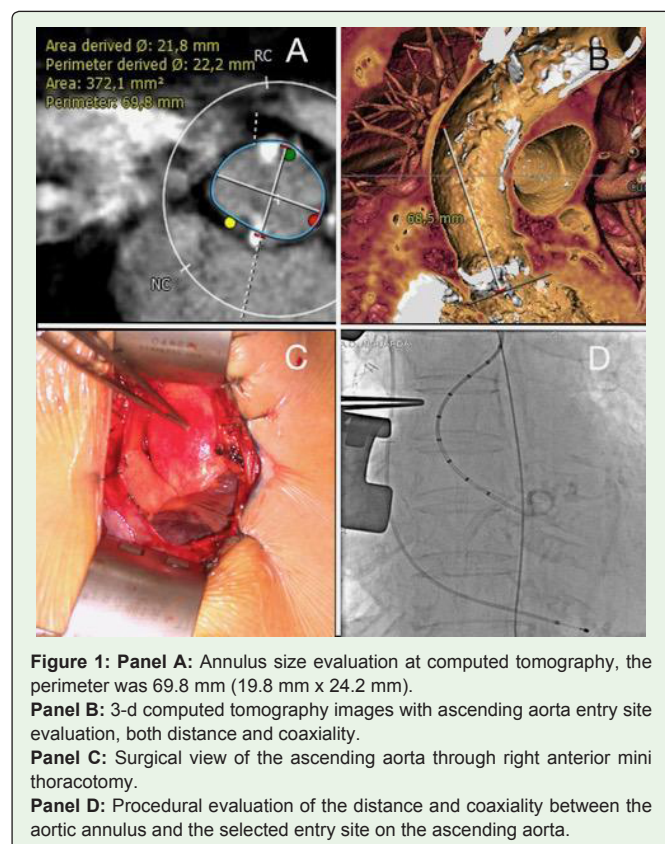 Area derived Ø: 21,8 mm
Perimeter derived Ø: 22,2 mm
Area: 372,1 mm²
Perimeter: 69,8 mm
RC
A
NC
B
68,5 mm
C
D
Figure 1: Panel A: Annulus size evaluation at computed tomography, the
perimeter was 69.8 mm (19.8 mm x 24.2 mm).
Panel B: 3-d computed tomography images with ascending aorta entry site
evaluation, both distance and coaxiality.
Panel C: Surgical view of the ascending aorta through right anterior mini
thoracotomy.
Panel D: Procedural evaluation of the distance and coaxiality between the
aortic annulus and the selected entry site on the ascending aorta.